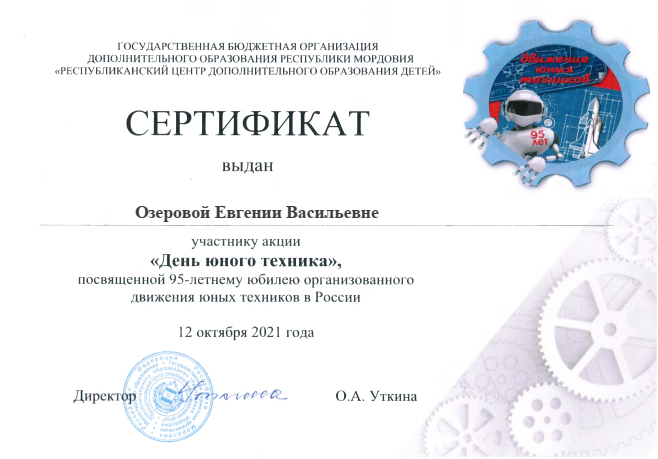 ГОСУДАРСТВЕННАЯ БЮДЖЕТНАЯ ОРГАНИЗАЦИЯ
ДОПОЛНИТЕЛЬНОГО ОБРАЗОВАНИЯ РЕСПУБЛИКИ МОРДОВИЯ
«РЕСПУБЛИКАНСКИЙ ЦЕНТР ДОПОЛНИТЕЛЬНОГО ОБРАЗОВАНИЯ ДЕТЕЙ»
движение
юных
техников
95
лет
СЕРТИФИКАТ
выдан
Озеровой Евгении Васильевне
участнику акции
«День юного техника»,
посвященной 95-летнему юбилею организованного
движения юных техников в России
12 октября 2021 года
Директор
О.А. Уткина